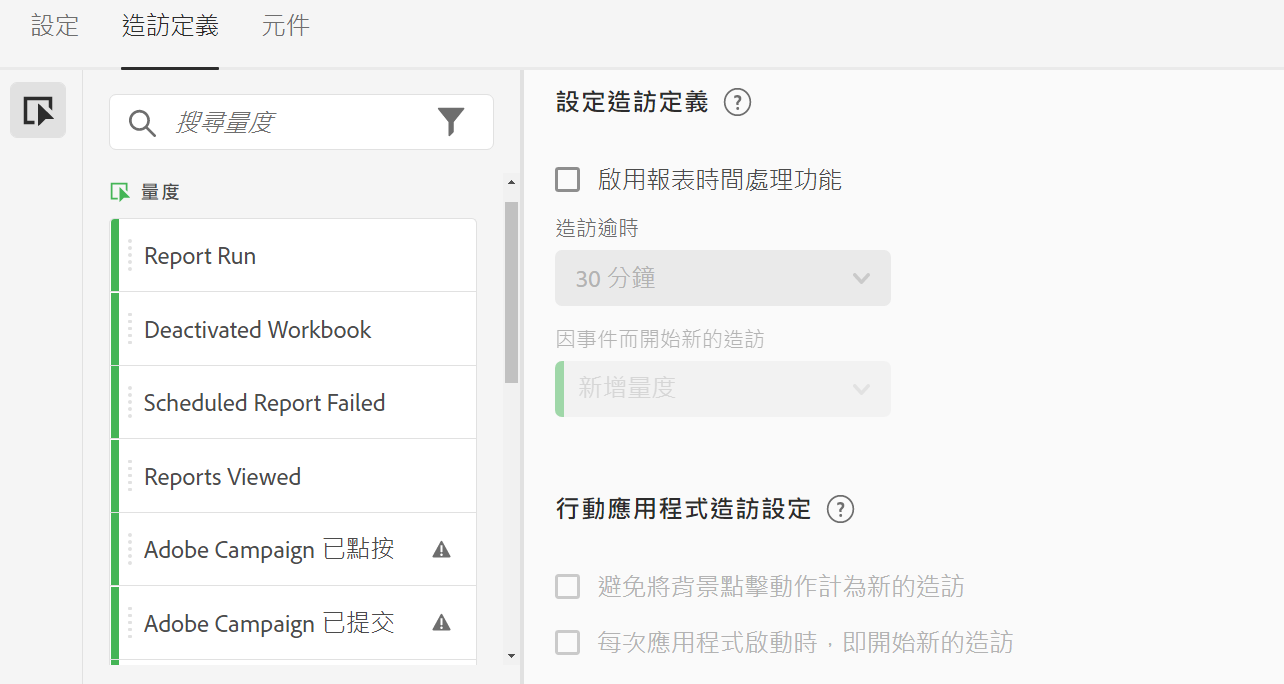 設定 造訪定義 元件
搜尋量度
量度
Report Run
Deactivated Workbook
Scheduled Report Failed
Reports Viewed
Adobe Campaign 已點按
Adobe Campaign 已提交
設定造訪定義 ?
啟用報表時間處理功能
造訪逾時
30 分鐘
因事件而開始新的造訪
新增量度
行動應用程式造訪設定 ?
避免將背景點擊動作計為新的造訪
每次應用程式啟動時，即開始新的造訪